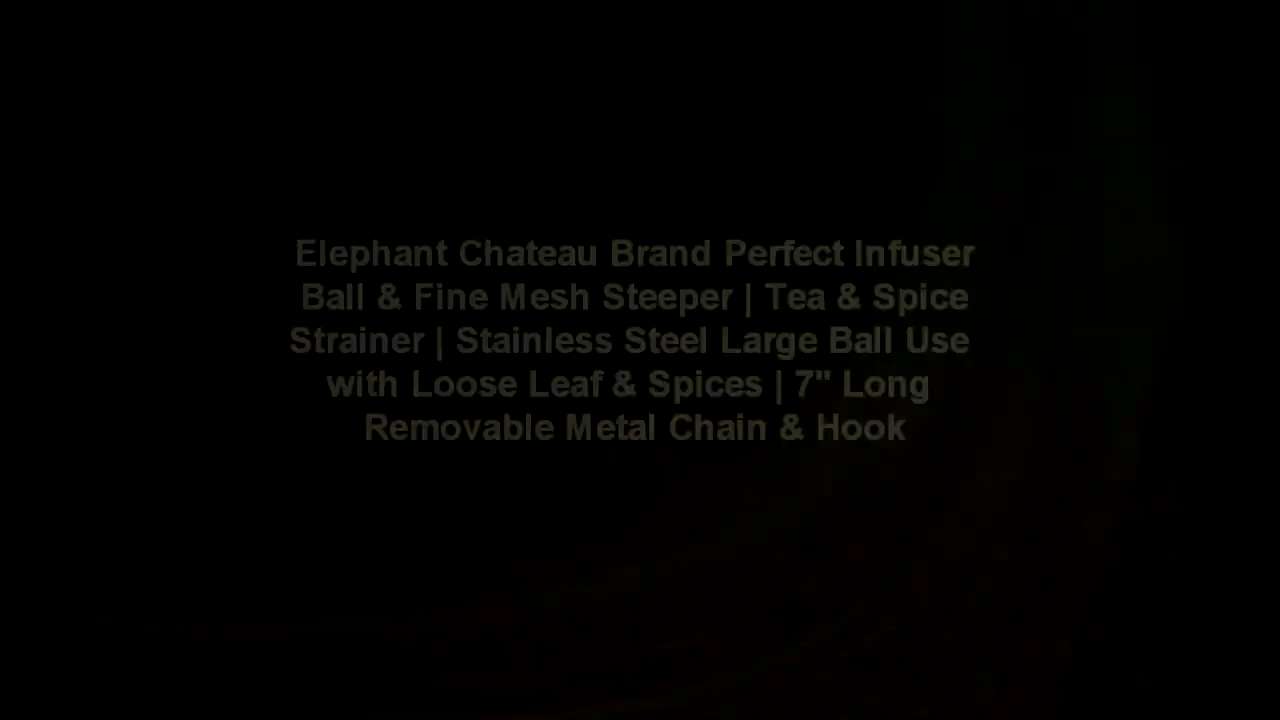 Elephant Chateau Brand Perfect Infuser
Ball & Fine Mesh Steeper | Tea & Spice
Strainer | Stainless Steel Large Ball Use
with Loose Leaf & Spices | 7" Long
Removable Metal Chain & Hook